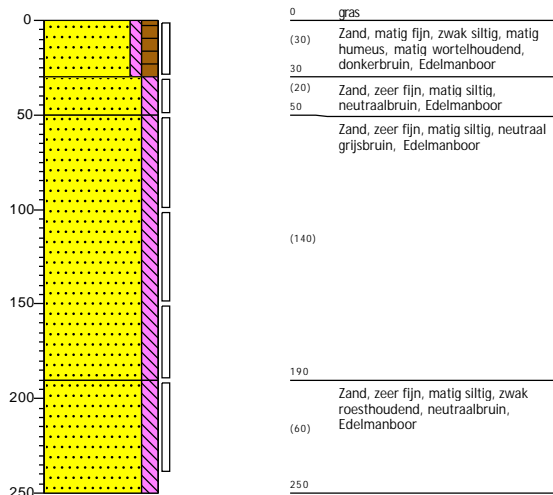 0
50
100
150
200
250
0 gras
(30) Zand, matig fijn, zwak siltig, matig
humeus, matig wortelhoudend,
donkerbruin, Edelmanboor
30
(20) Zand, zeer fijn, matig siltig,
neutraalbruin, Edelmanboor
50
Zand, zeer fijn, matig siltig, neutraal
grijsbruin, Edelmanboor
(140)
190
Zand, zeer fijn, matig siltig, zwak
roesthoudend, neutraalbruin,
Edelmanboor
(60)
250